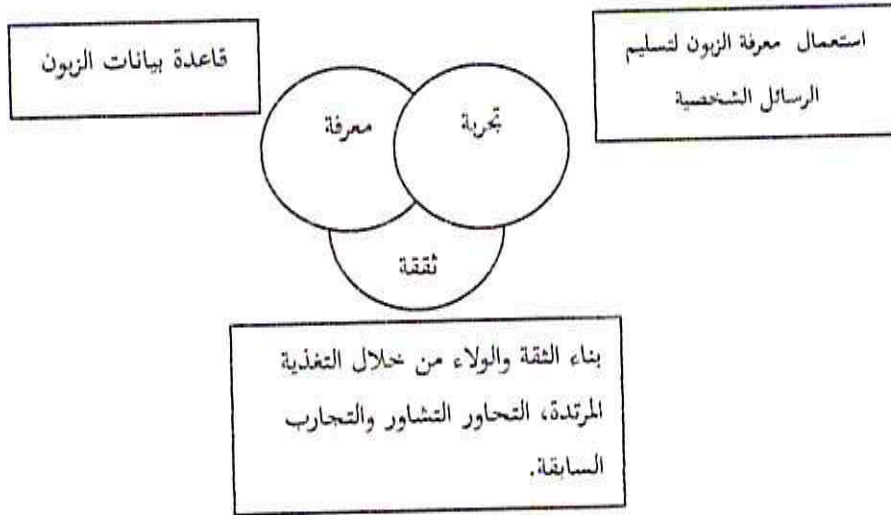 استعمال معرفة الزبون لتسليم
الرسائل الشخصية
قاعدة بيانات الزبون
تجربة
معرفة
ثققة
بناء الثقة والولاء من خلال التغذية
المرتدة، التحاور التشاور والتجارب
السابقة.